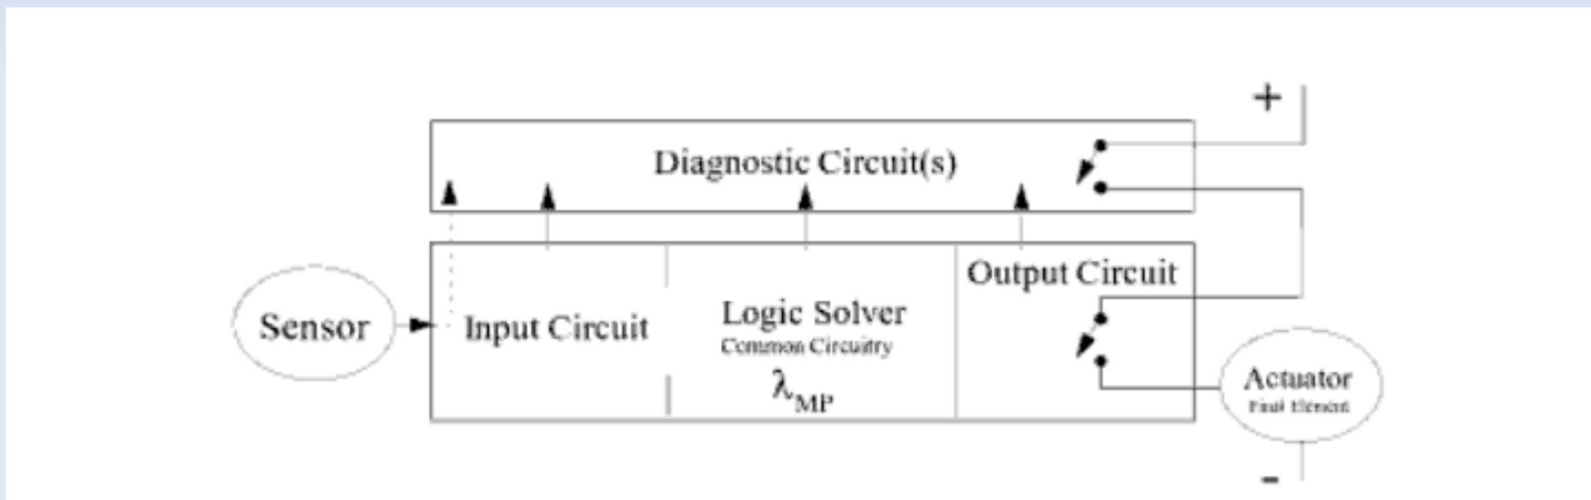 +
Diagnostic Circuit(s)
Output Circuit
Sensor
Input Circuit
Logic Solver
Common Circuitry
λMP
Actuator
Final Element
-